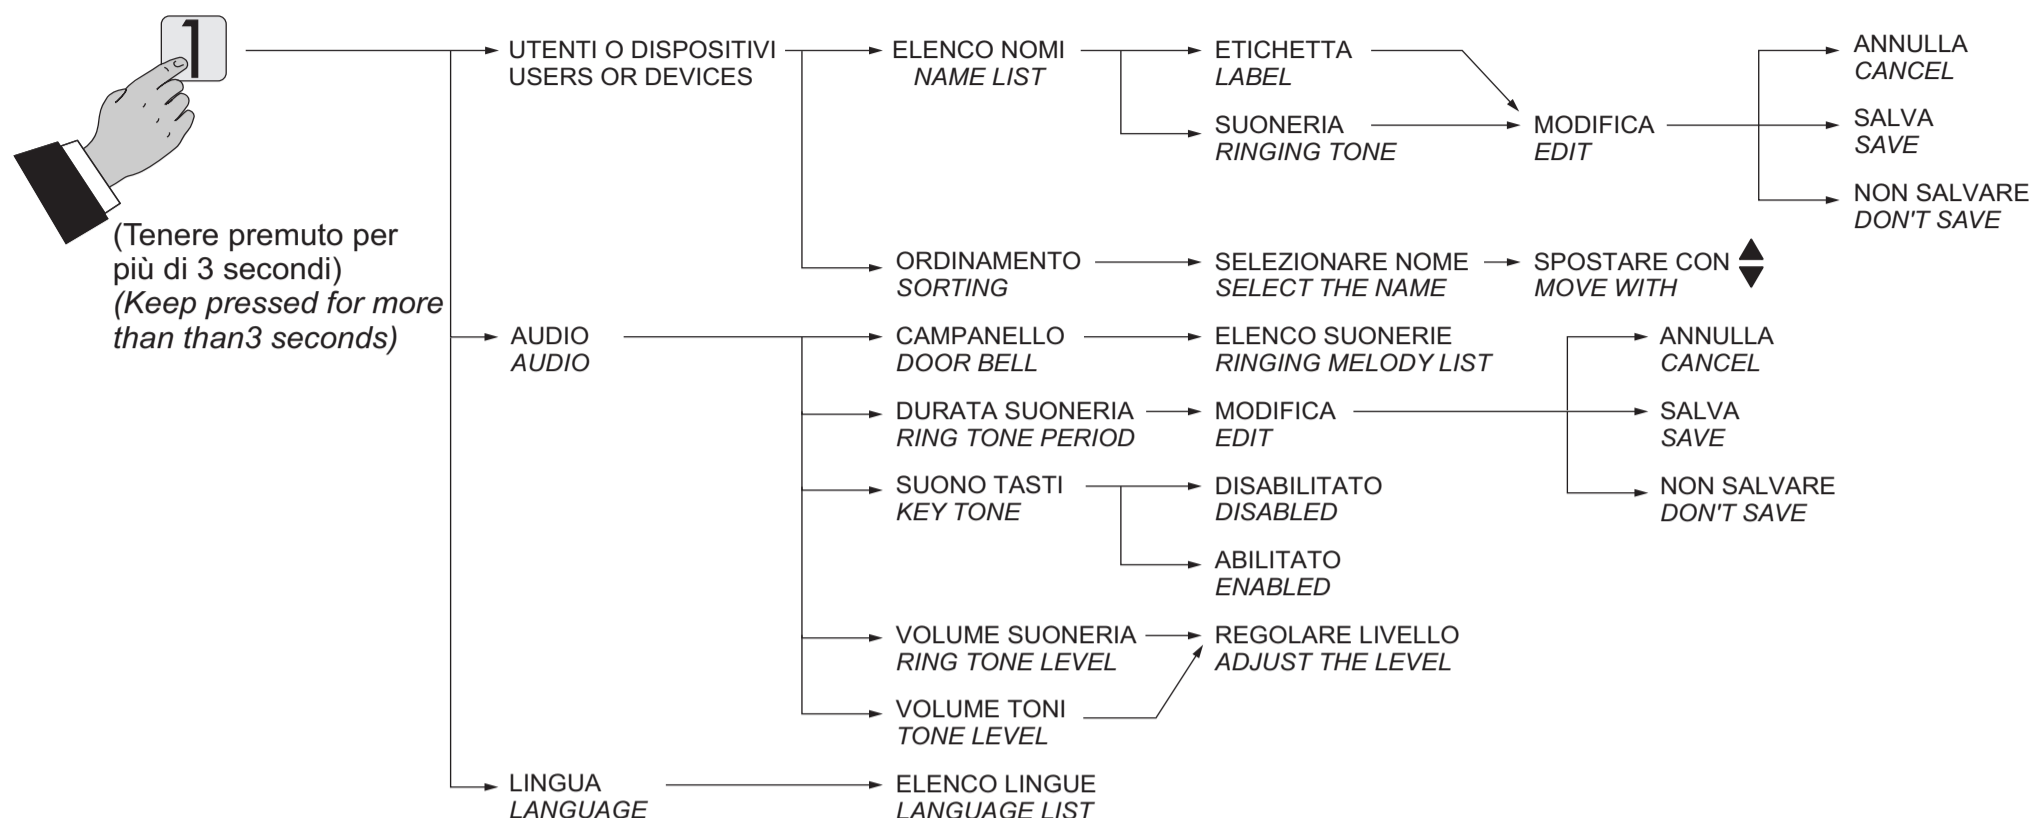 1
(Tenere premuto per
più di 3 secondi)
(Keep pressed for more
than than3 seconds)
UTENTI O DISPOSITIVI
USERS OR DEVICES
ELENCO NOMI
NAME LIST
ETICHETTA
LABEL
SUONERIA
RINGING TONE
MODIFICA
EDIT
ANNULLA
CANCEL
SALVA
SAVE
NON SALVARE
DON'T SAVE
ORDINAMENTO
SORTING
SELEZIONARE NOME
SELECT THE NAME
SPOSTARE CON
MOVE WITH
AUDIO
AUDIO
CAMPANELLO
DOOR BELL
ELENCO SUONERIE
RINGING MELODY LIST
DURATA SUONERIA
RING TONE PERIOD
MODIFICA
EDIT
ANNULLA
CANCEL
SALVA
SAVE
NON SALVARE
DON'T SAVE
SUONO TASTI
KEY TONE
DISABILITATO
DISABLED
ABILITATO
ENABLED
VOLUME SUONERIA
RING TONE LEVEL
REGOLARE LIVELLO
ADJUST THE LEVEL
VOLUME TONI
TONE LEVEL
LINGUA
LANGUAGE
ELENCO LINGUE
LANGUAGE LIST